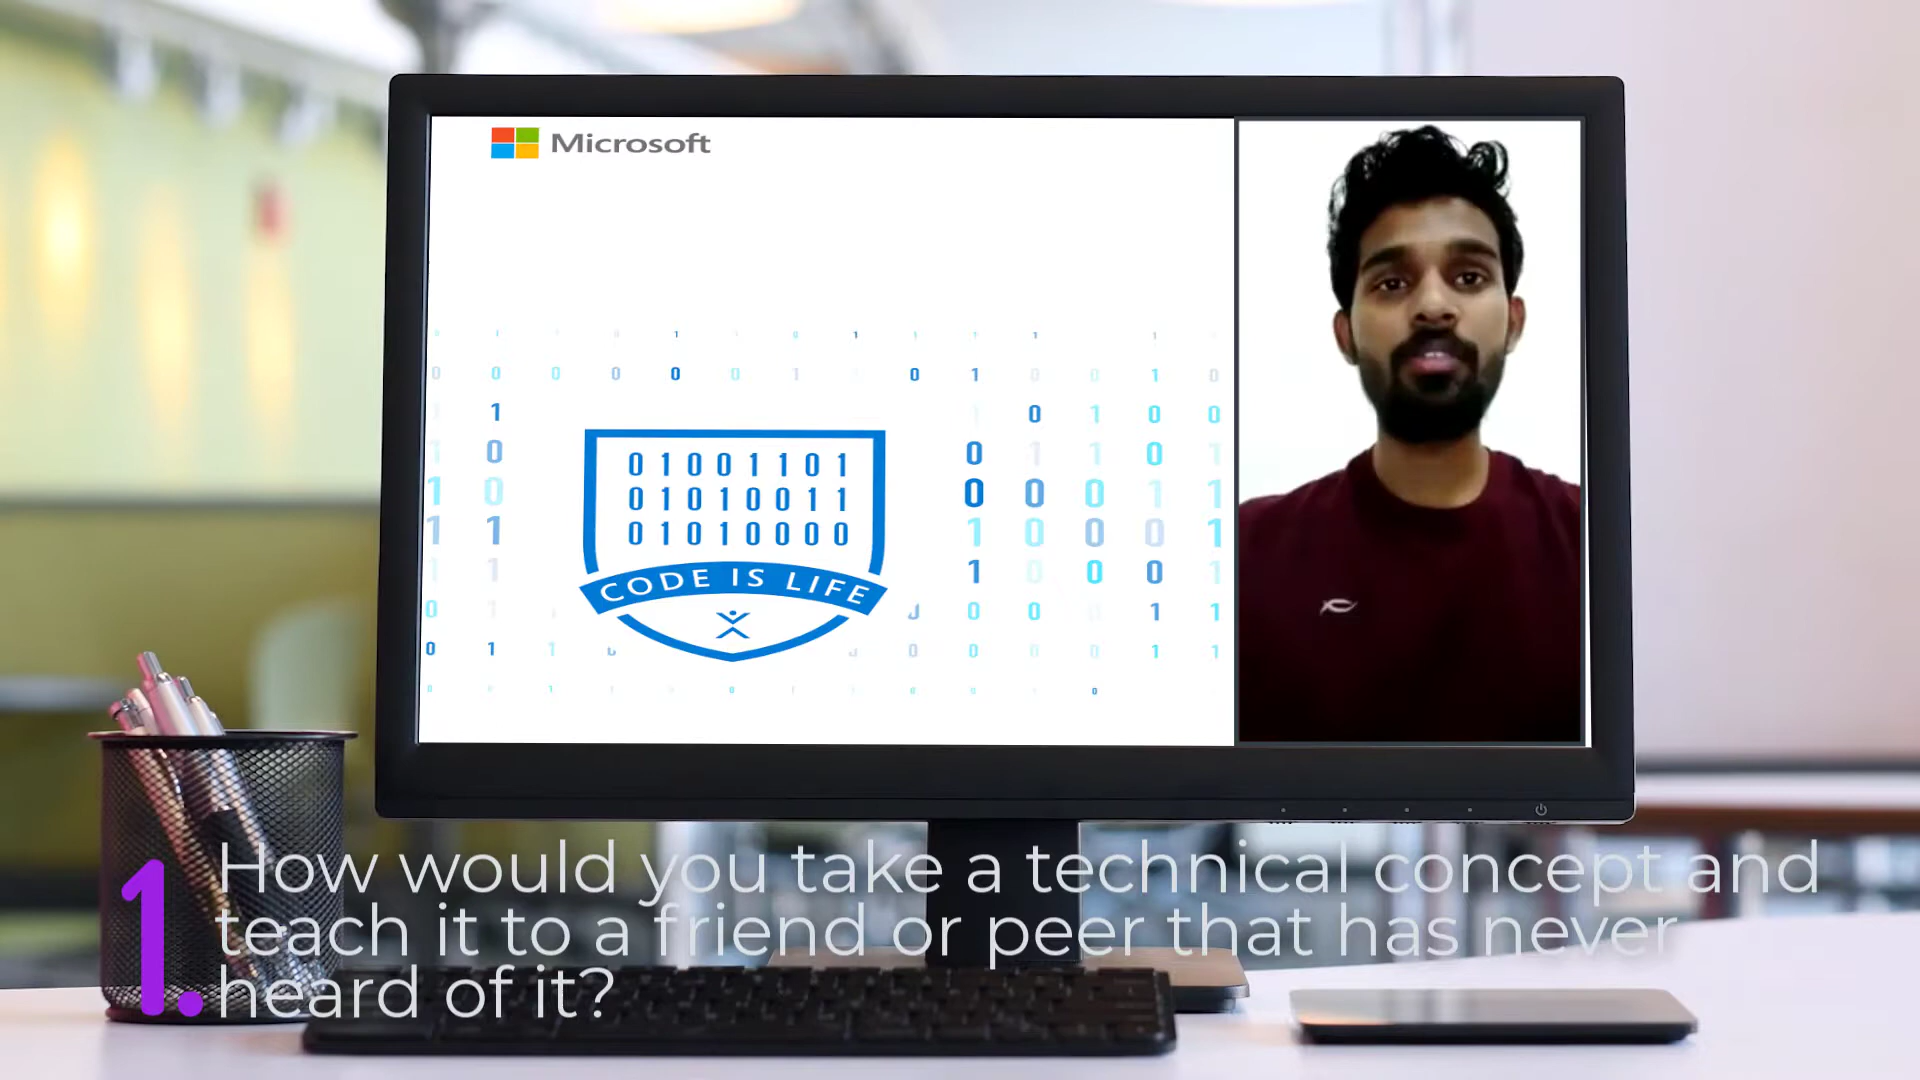 Microsoft
01001101
01010011
01010000
CODE IS LIFE
1. How would you take a technical concept and
teach it to a friend or peer that has never
heard of it?